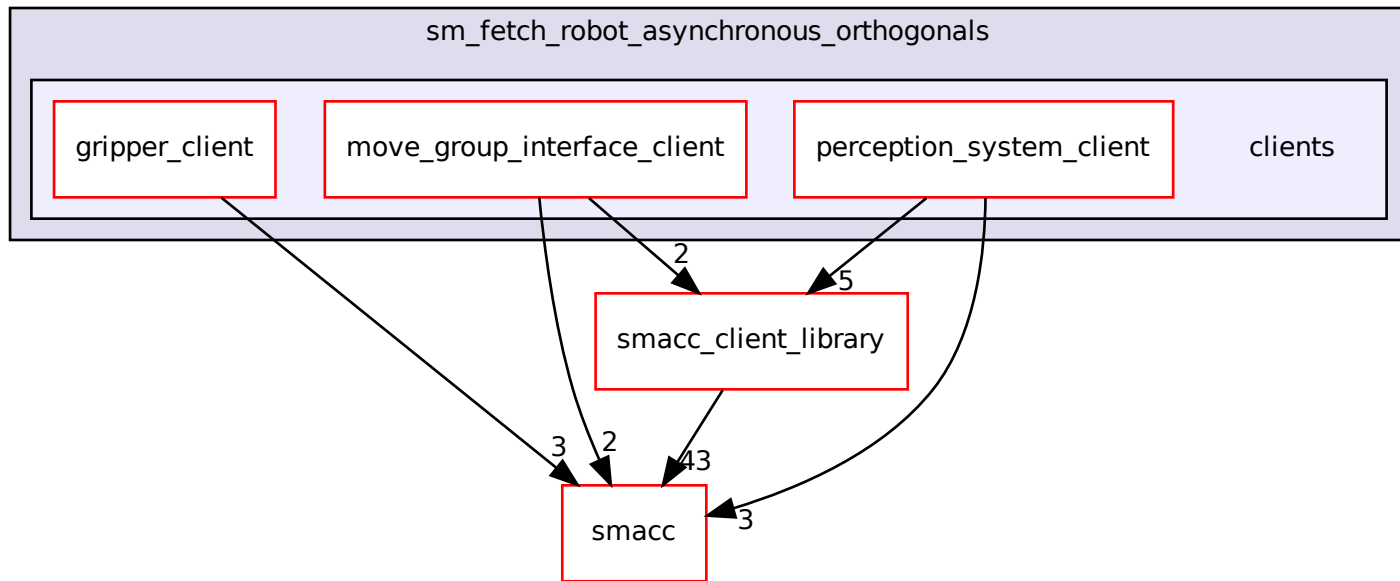 sm_fetch_robot_asynchronous_orthogonals
gripper_client
move_group_interface_client
perception_system_client
clients
2
5
smacc_client_library
3
2
43
3
smacc